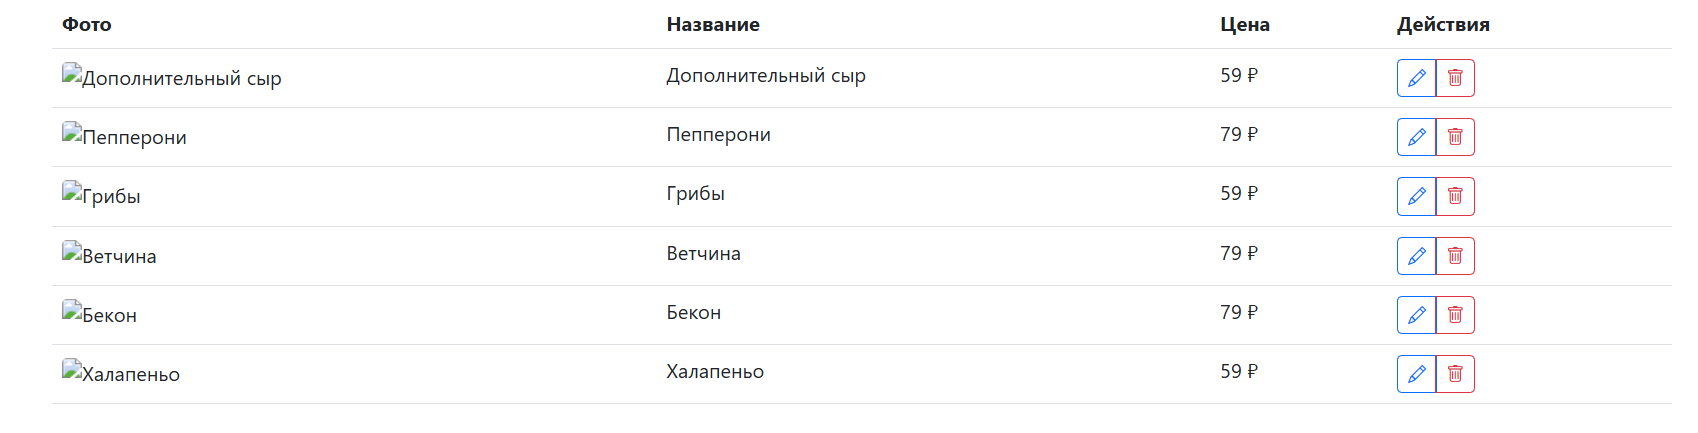 Фото Название Цена Действия
Дополнительный сыр Дополнительный сыр 59 ₽
Пепперони Пепперони 79 ₽
Грибы Грибы 59 ₽
Ветчина Ветчина 79 ₽
Бекон Бекон 79 ₽
Халапеньо Халапеньо 59 ₽